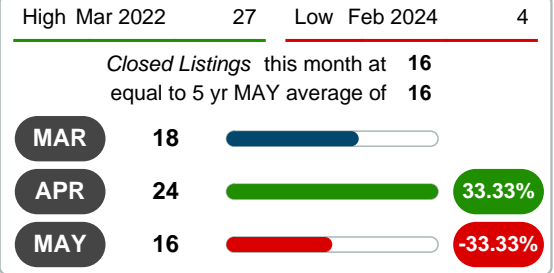 High Mar 2022 27 Low Feb 2024 4
Closed Listings this month at 16
equal to 5 yr MAY average of 16
MAR 18
APR 24 33.33%
MAY 16 -33.33%